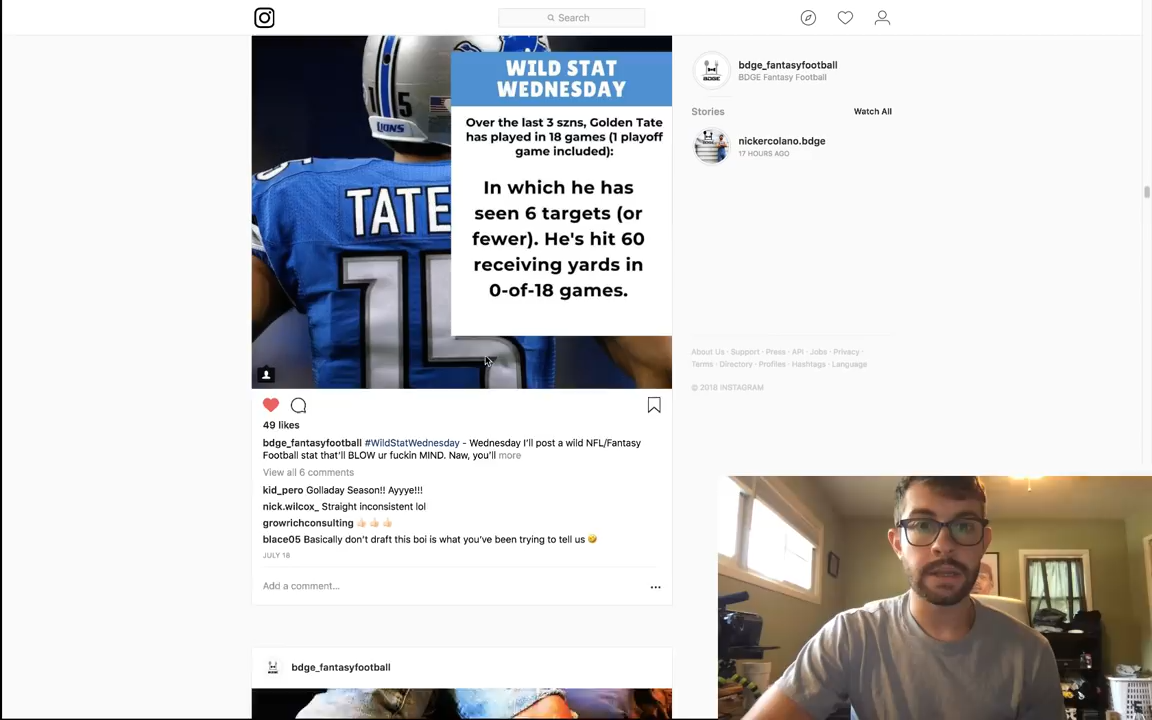 Search
bdge_fantasyfootball
BDGE Fantasy Football
Stories
Watch All
nickercolano.bdge
17 HOURS AGO
LIONS
TATE
15
WILD STAT
WEDNESDAY
Over the last 3 szns, Golden Tate
has played in 18 games (1 playoff
game included):
In which he has
seen 6 targets (or
fewer). He's hit 60
receiving yards in
0-of-18 games.
About Us · Support · Press · API · Jobs · Privacy ·
Terms · Directory · Profiles · Hashtags · Language
© 2018 INSTAGRAM
49 likes
bdge_fantasyfootball #WildStatWednesday - Wednesday I'll post a wild NFL/Fantasy
Football stat that'll BLOW ur fuckin MIND. Naw, you'll more
View all 6 comments
kid_pero Golladay Season!! Ayyye!!!
nick.wilcox_ Straight inconsistent lol
growrichconsulting 👍🏻 👍🏻 👍🏻
blace05 Basically don't draft this boi is what you've been trying to tell us 🤣
JULY 18
Add a comment...
bdge_fantasyfootball